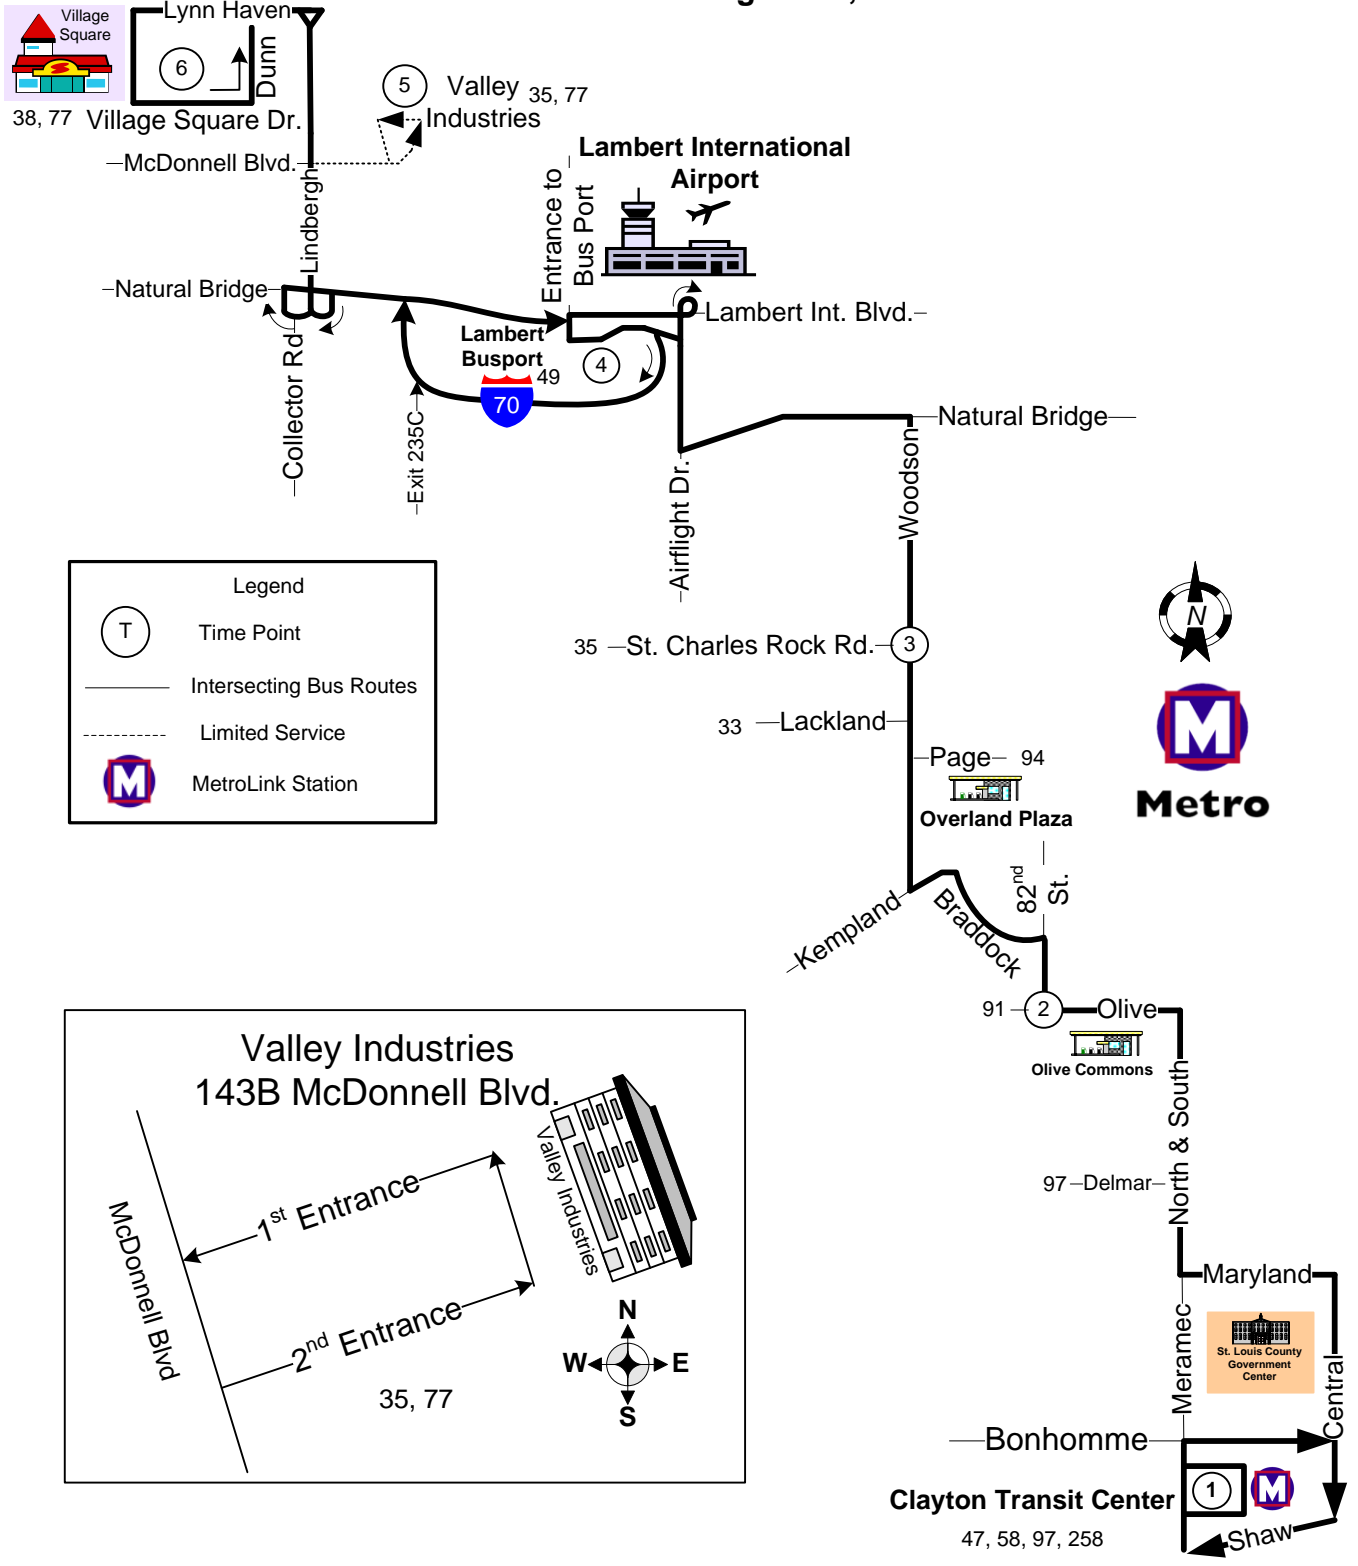 Village
Square
Lynn Haven
6
Dunn
38, 77
Village Square Dr.
5
Valley
Industries
35, 77
McDonnell Blvd.
Lindbergh
Lambert International
Airport
Entrance to
Bus Port
Natural Bridge
Lambert Int. Blvd.
Collector Rd
Lambert
Busport
49
4
70
Exit 235C
Natural Bridge
Woodson
Airflight Dr.
Legend
T
Time Point
Intersecting Bus Routes
Limited Service
M
MetroLink Station
N
M
Metro
35
St. Charles Rock Rd.
3
33
Lackland
Page
94
Overland Plaza
82nd
St.
Kempland
Braddock
91
2
Olive
Olive Commons
North & South
97
Delmar
Maryland
Meramec
St. Louis County
Government
Center
Central
Bonhomme
1
M
Clayton Transit Center
47, 58, 97, 258
Shaw
Valley Industries
143B McDonnell Blvd.
Valley Industries
1st Entrance
McDonnell Blvd
2nd Entrance
35, 77
N
W
E
S